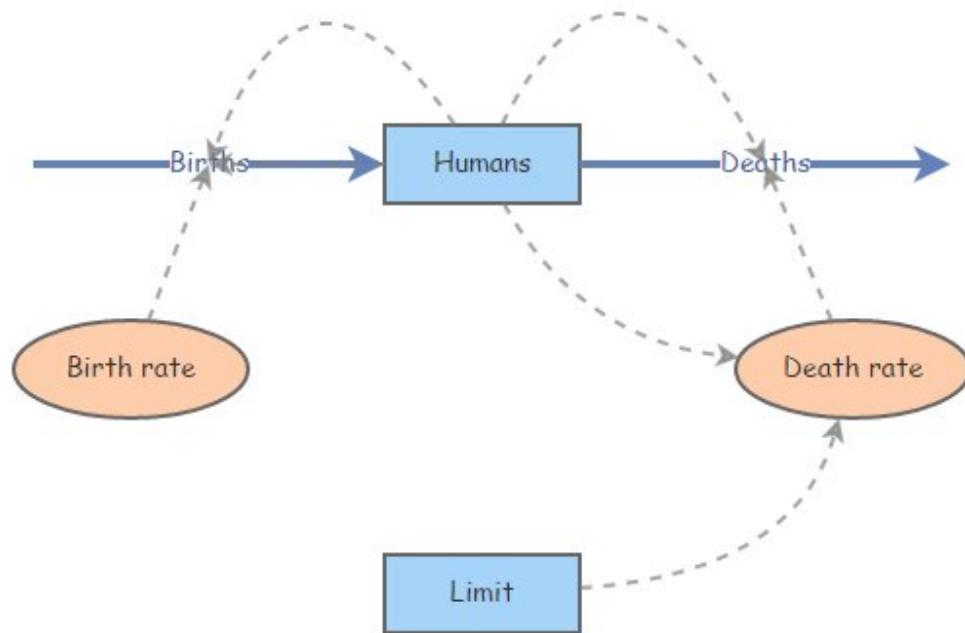 Births
Humans
Deaths
Birth rate
Death rate
Limit